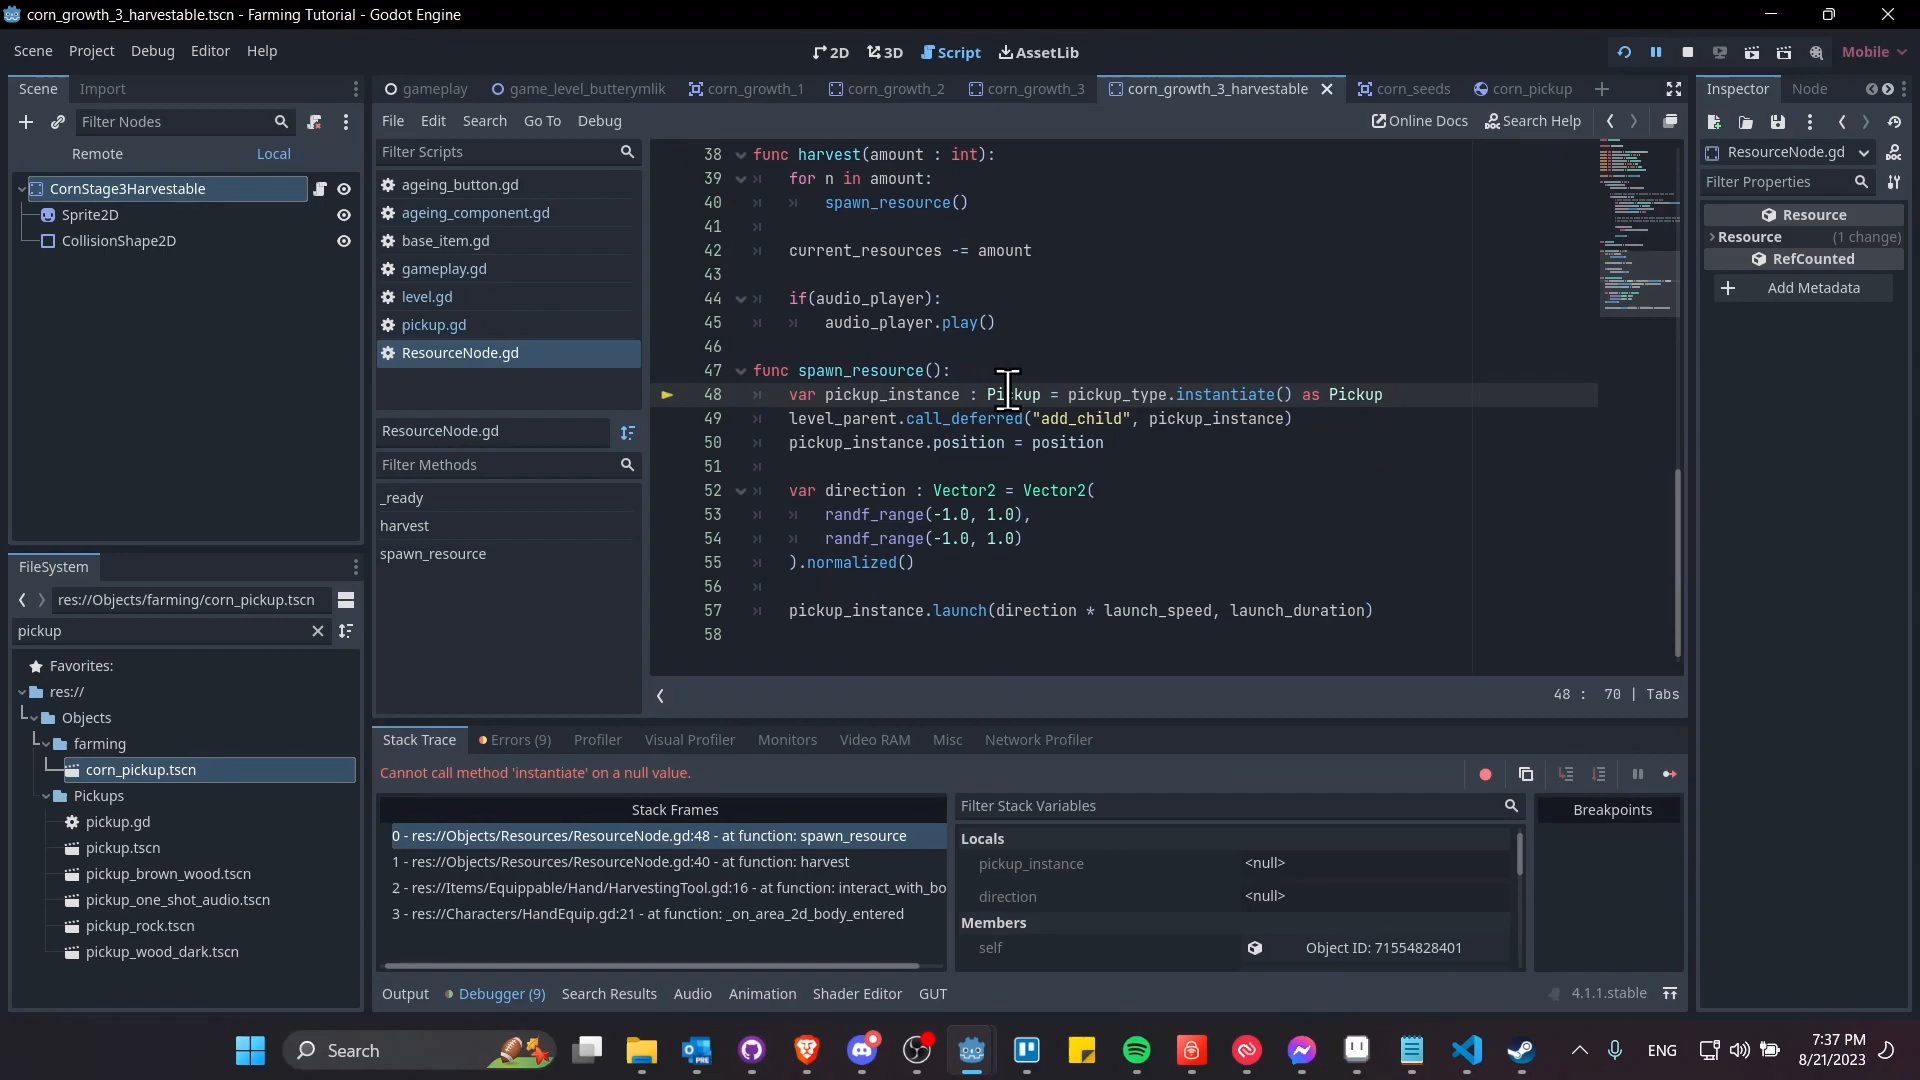 corn_growth_3_harvestable.tscn - Farming Tutorial - Godot Engine
Scene Project Debug Editor Help
2D 3D Script AssetLib
Mobile
Scene Import
gameplay game_level_butterymlik corn_growth_1 corn_growth_2 corn_growth_3 corn_growth_3_harvestable corn_seeds corn_pickup
Inspector Node
Filter Nodes
File Edit Search Go To Debug
Online Docs Search Help
Remote Local
Filter Scripts
ResourceNode.gd
Filter Properties
CornStage3Harvestable
Sprite2D
CollisionShape2D
ageing_button.gd
ageing_component.gd
base_item.gd
gameplay.gd
level.gd
pickup.gd
ResourceNode.gd
ResourceNode.gd
Filter Methods
_ready
harvest
spawn_resource
38 func harvest(amount : int):
39 for n in amount:
40 spawn_resource()
41
42 current_resources -= amount
43
44 if(audio_player):
45 audio_player.play()
46
47 func spawn_resource():
48 var pickup_instance : Pickup = pickup_type.instantiate() as Pickup
49 level_parent.call_deferred("add_child", pickup_instance)
50 pickup_instance.position = position
51
52 var direction : Vector2 = Vector2(
53 randf_range(-1.0, 1.0),
54 randf_range(-1.0, 1.0)
55 ).normalized()
56
57 pickup_instance.launch(direction * launch_speed, launch_duration)
58
48 : 70 | Tabs
Resource
Resource (1 change)
RefCounted
Add Metadata
FileSystem
res://Objects/farming/corn_pickup.tscn
pickup
Favorites:
res://
Objects
farming
corn_pickup.tscn
Pickups
pickup.gd
pickup.tscn
pickup_brown_wood.tscn
pickup_one_shot_audio.tscn
pickup_rock.tscn
pickup_wood_dark.tscn
Stack Trace Errors (9) Profiler Visual Profiler Monitors Video RAM Misc Network Profiler
Cannot call method 'instantiate' on a null value.
Stack Frames
0 - res://Objects/Resources/ResourceNode.gd:48 - at function: spawn_resource
1 - res://Objects/Resources/ResourceNode.gd:40 - at function: harvest
2 - res://Items/Equippable/Hand/HarvestingTool.gd:16 - at function: interact_with_bo
3 - res://Characters/HandEquip.gd:21 - at function: _on_area_2d_body_entered
Filter Stack Variables
Locals
pickup_instance <null>
direction <null>
Members
self Object ID: 71554828401
Breakpoints
Output Debugger (9) Search Results Audio Animation Shader Editor GUT
4.1.1.stable
Search
PRE
ENG
7:37 PM
8/21/2023